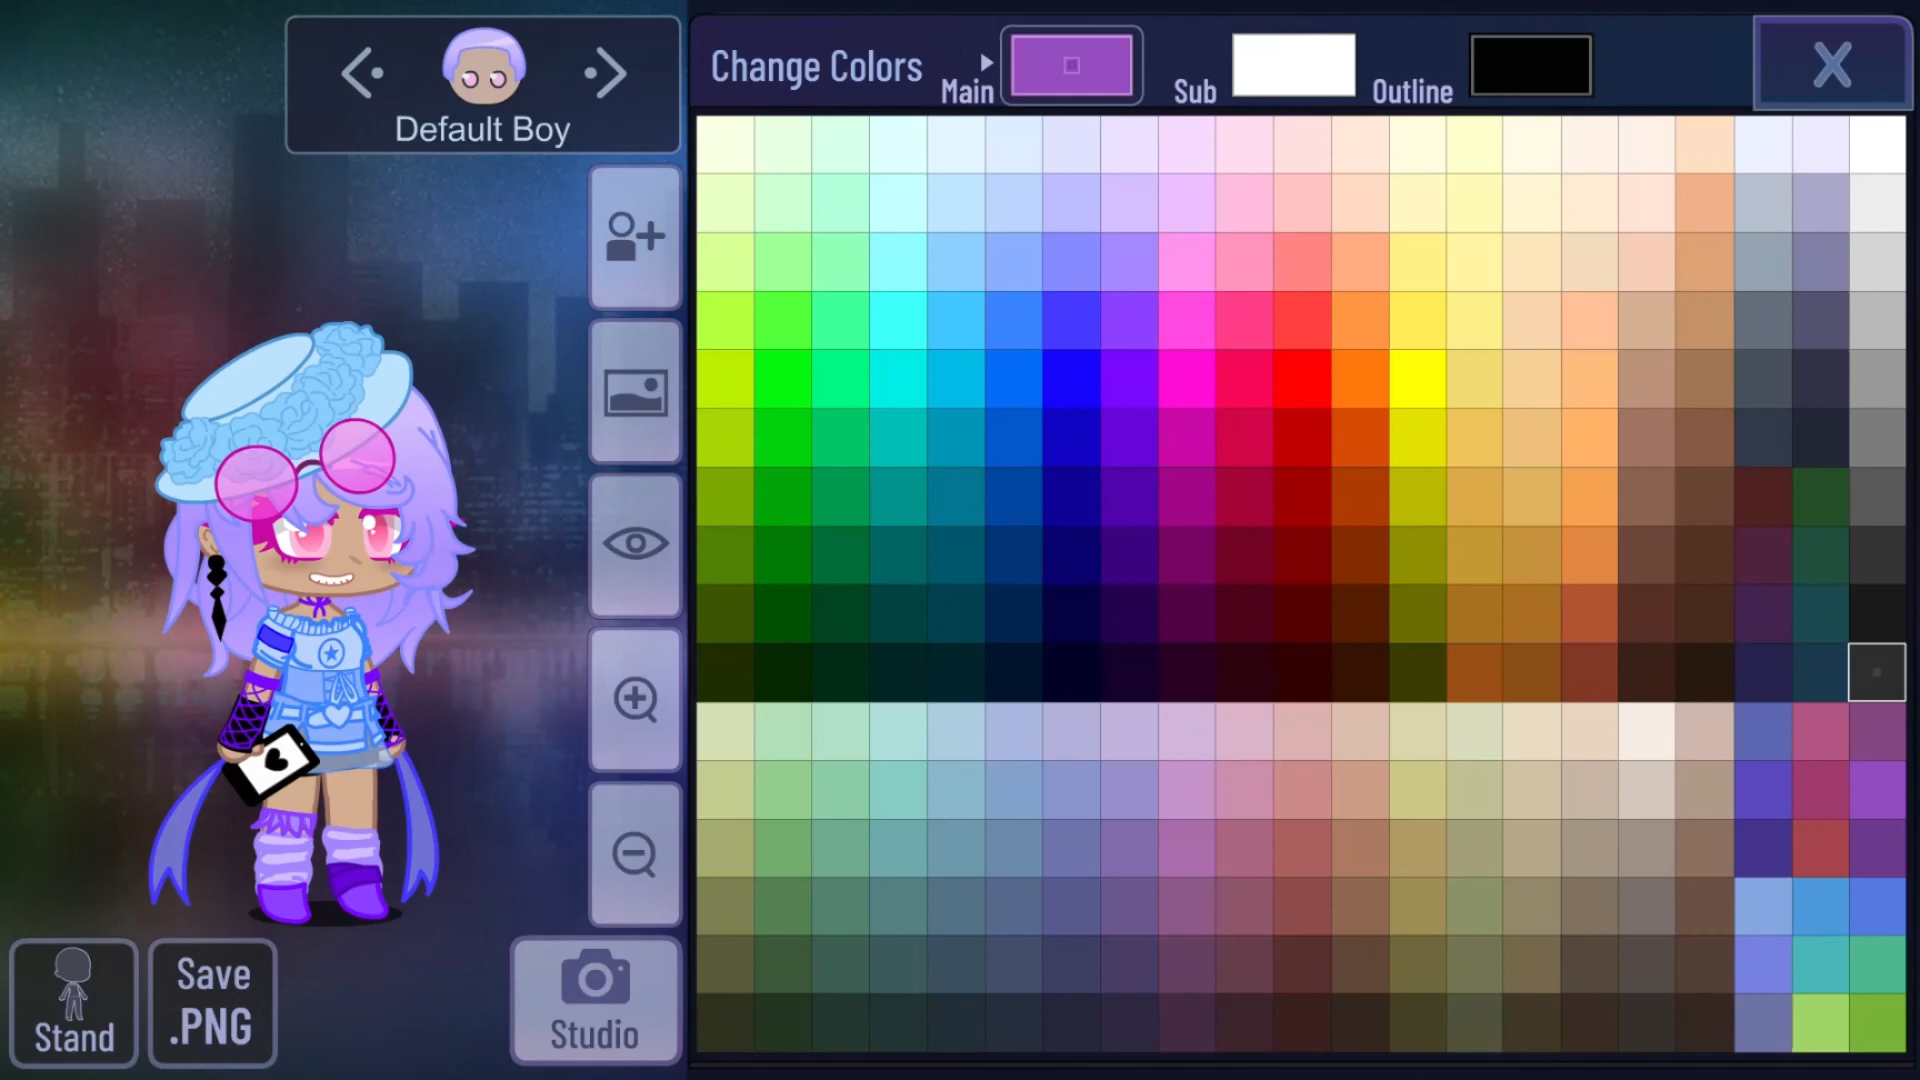 Default Boy
Change Colors
Main
Sub
Outline
X
Stand
Save
.PNG
Studio